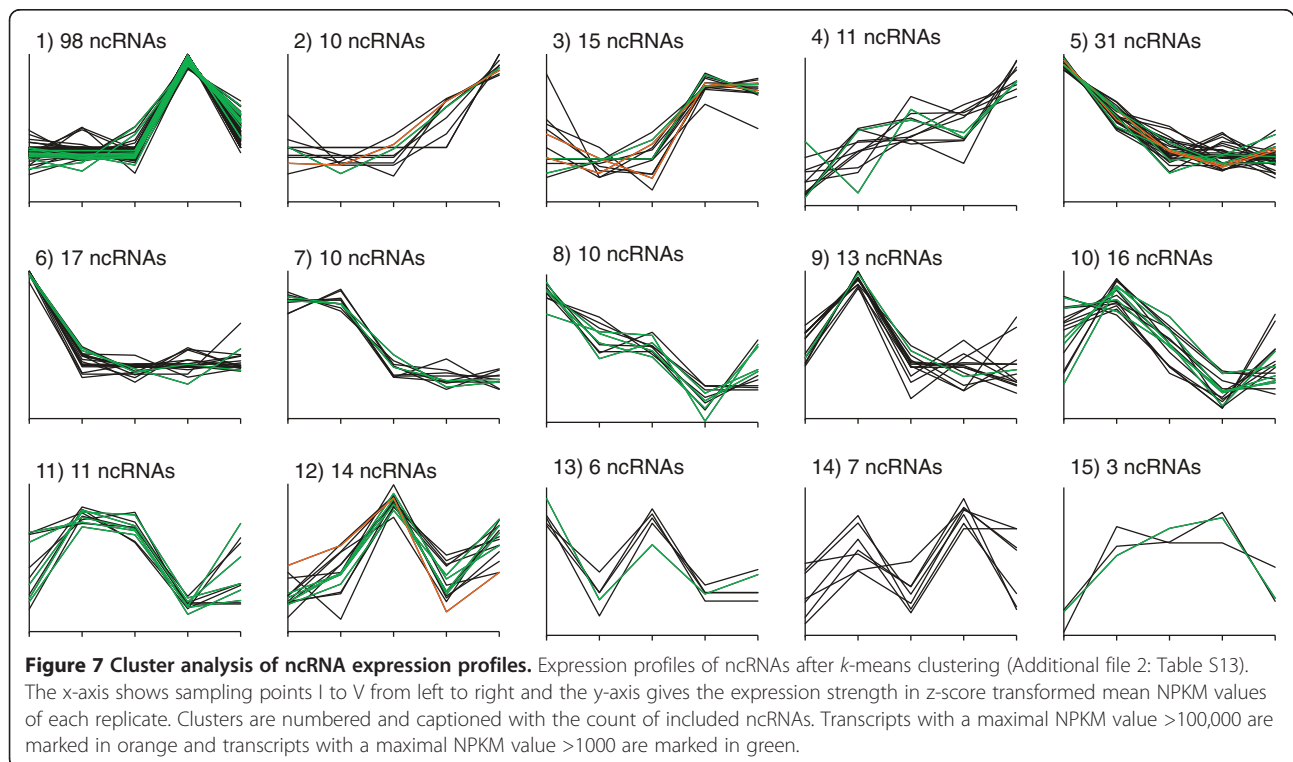 1) 98 ncRNAs
2) 10 ncRNAs
3) 15 ncRNAs
4) 11 ncRNAs
5) 31 ncRNAs
6) 17 ncRNAs
7) 10 ncRNAs
8) 10 ncRNAs
9) 13 ncRNAs
10) 16 ncRNAs
11) 11 ncRNAs
12) 14 ncRNAs
13) 6 ncRNAs
14) 7 ncRNAs
15) 3 ncRNAs
Figure 7 Cluster analysis of ncRNA expression profiles. Expression profiles of ncRNAs after k-means clustering (Additional file 2: Table S13).
The x-axis shows sampling points I to V from left to right and the y-axis gives the expression strength in z-score transformed mean NPKM values
of each replicate. Clusters are numbered and captioned with the count of included ncRNAs. Transcripts with a maximal NPKM value >100,000 are
marked in orange and transcripts with a maximal NPKM value >1000 are marked in green.